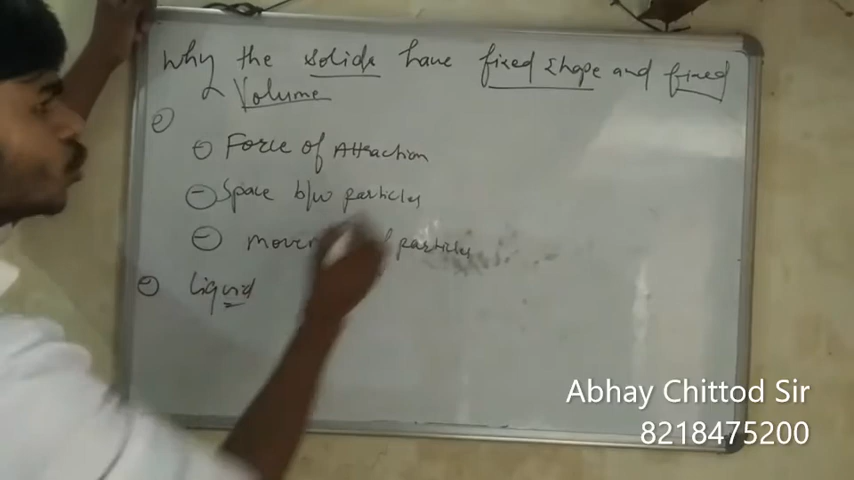 Why the solids have fixed shape and fixed
Volume
Force of Attraction
Space b/w particles
particles
Liquid
Abhay Chittod Sir
8218475200